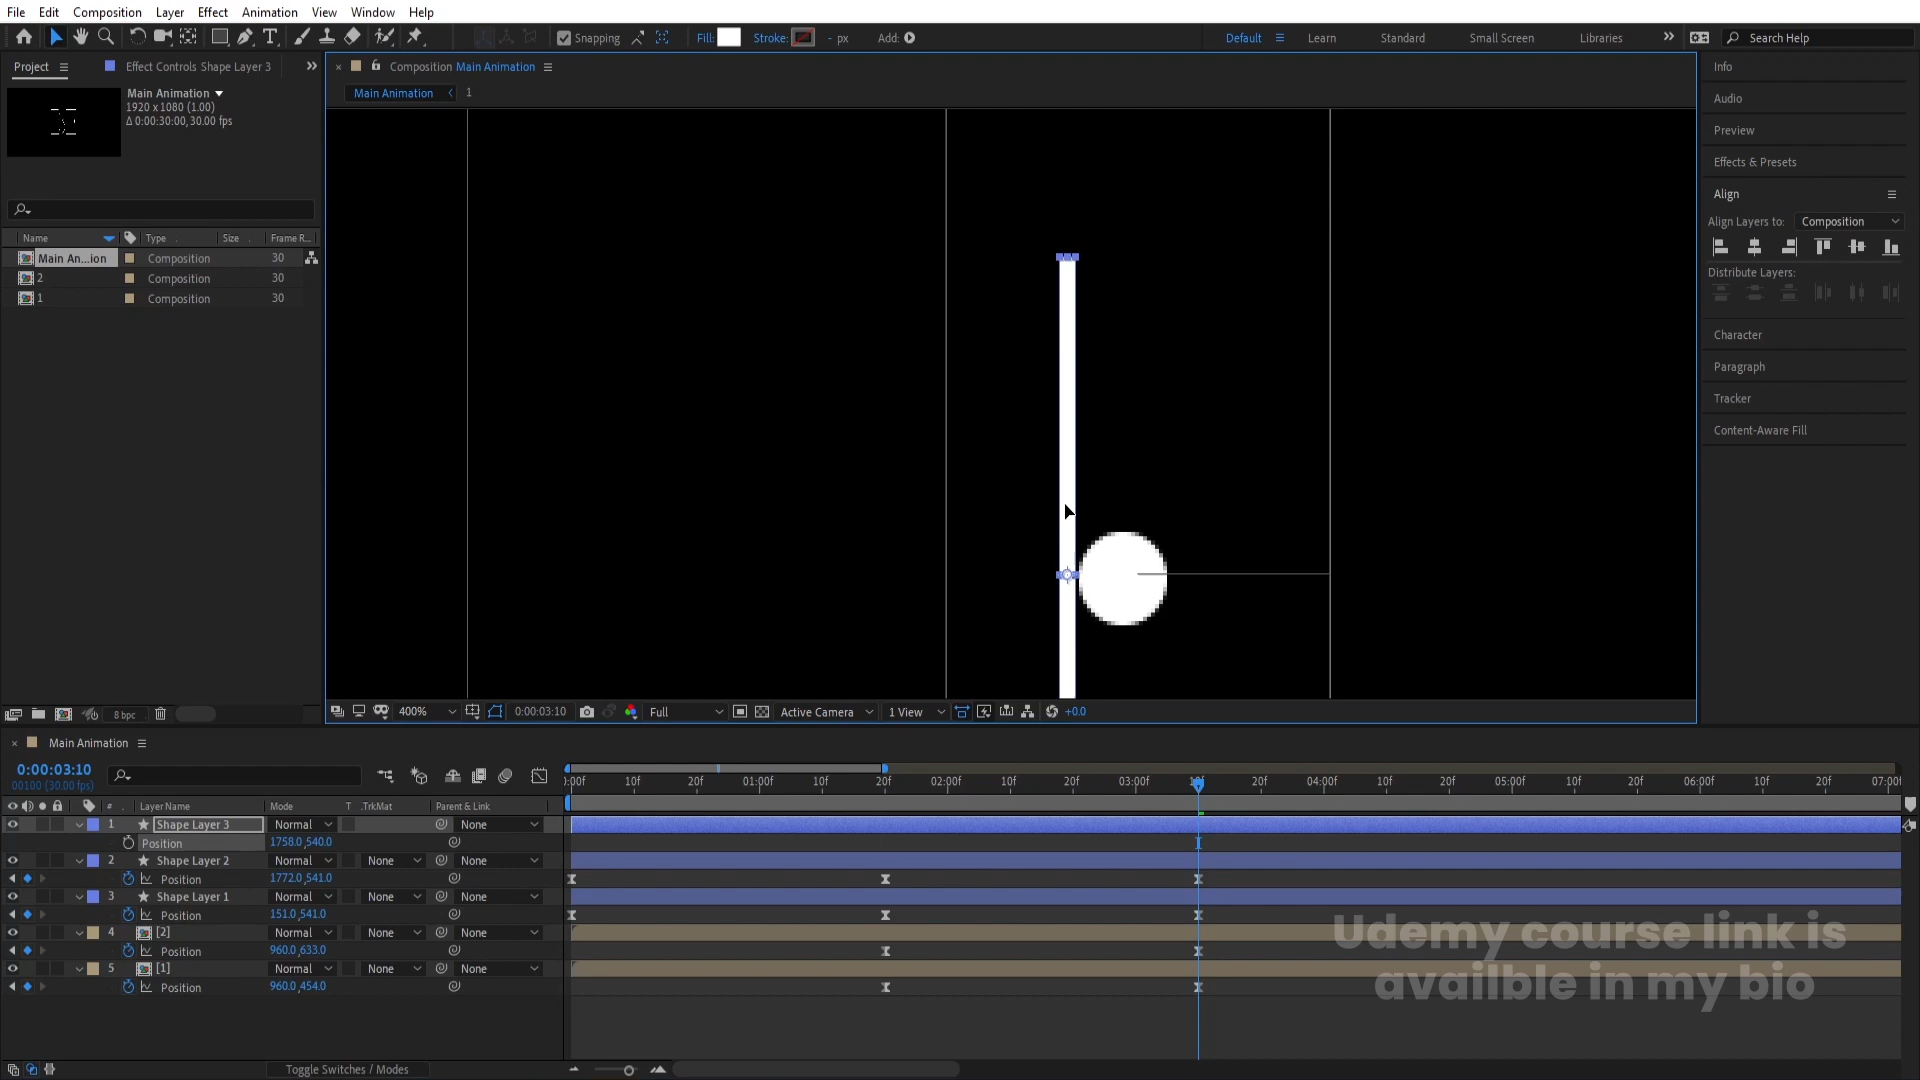 File Edit Composition Layer Effect Animation View Window Help
Snapping Fill: Stroke: - px Add: Default Learn Standard Small Screen Libraries Search Help
Project Effect Controls Shape Layer 3
Composition Main Animation
Main Animation
1920 x 1080 (1.00)
Δ 0:00:30:00, 30.00 fps
Main Animation 1
Name Type Size Frame R...
Main An...ion Composition 30
2 Composition 30
1 Composition 30
8 bpc
Info
Audio
Preview
Effects & Presets
Align
Align Layers to: Composition
Distribute Layers:
Character
Paragraph
Tracker
Content-Aware Fill
400% 0:00:03:10 Full Active Camera 1 View +0.0
Main Animation
0:00:03:10
00100 (30.00 fps)
:00f 10f 20f 01:00f 10f 20f 02:00f 10f 20f 03:00f 10f 20f 04:00f 10f 20f 05:00f 10f 20f 06:00f 10f 20f 07:00f
# Layer Name Mode T .TrkMat Parent & Link
1 Shape Layer 3 Normal None
Position 1758.0,540.0
2 Shape Layer 2 Normal None None
Position 1772.0,541.0
3 Shape Layer 1 Normal None None
Position 151.0,541.0
4 [2] Normal None None
Position 960.0,633.0
5 [1] Normal None None
Position 960.0,454.0
Toggle Switches / Modes
Udemy course link is
availble in my bio